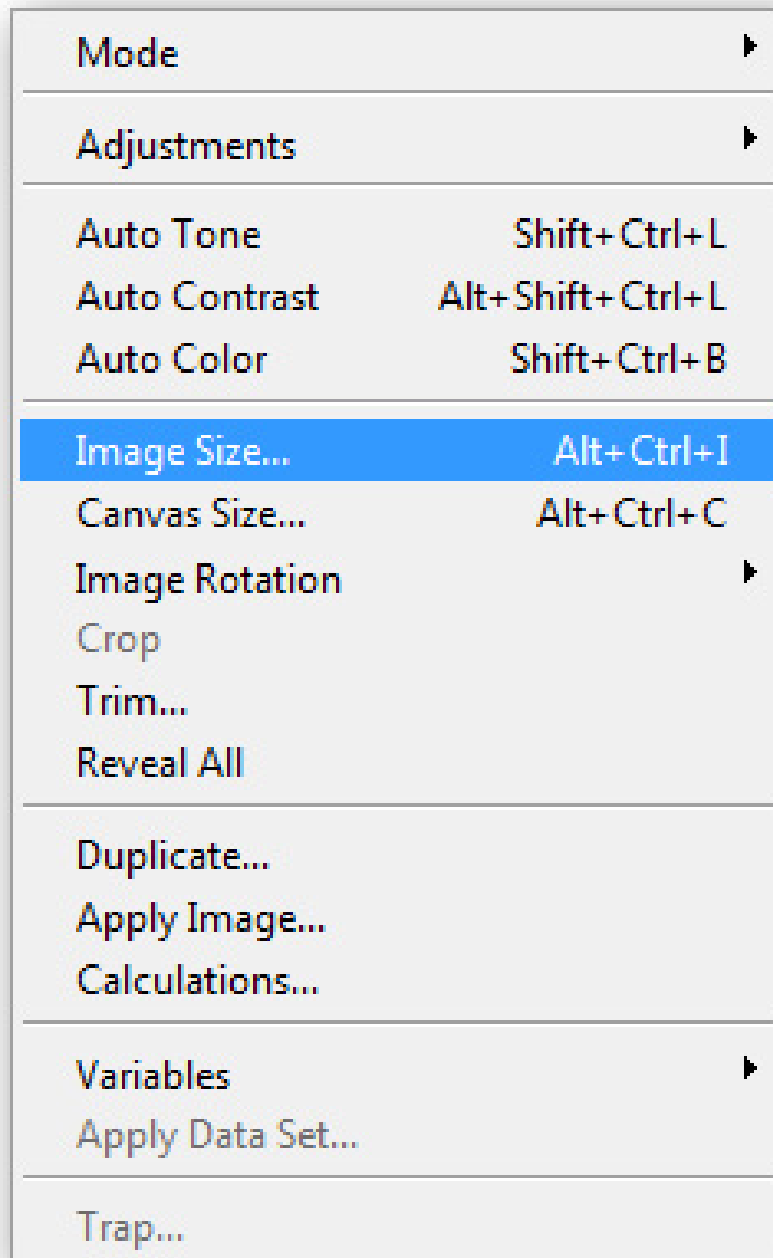 Mode
Adjustments
Auto Tone Shift+Ctrl+L
Auto Contrast Alt+Shift+Ctrl+L
Auto Color Shift+Ctrl+B
Image Size... Alt+Ctrl+I
Canvas Size... Alt+Ctrl+C
Image Rotation
Crop
Trim...
Reveal All
Duplicate...
Apply Image...
Calculations...
Variables
Apply Data Set...
Trap...